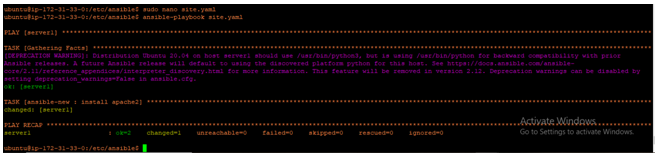 ubuntu@ip-172-31-33-0:/etc/ansible$ sudo nano site.yaml
ubuntu@ip-172-31-33-0:/etc/ansible$ ansible-playbook site.yaml
PLAY [server1] ************************************************************
TASK [Gathering Facts] ************************************************************
[DEPRECATION WARNING]: Distribution Ubuntu 20.04 on host server1 should use /usr/bin/python3, but is using /usr/bin/python for backward compatibility with prior
Ansible releases. A future Ansible release will default to using the discovered platform python for this host. See https://docs.ansible.com/ansible-
core/2.11/reference_appendices/interpreter_discovery.html for more information. This feature will be removed in version 2.12. Deprecation warnings can be disabled by
setting deprecation_warnings=False in ansible.cfg.
ok: [server1]
TASK [ansible-new : install apache2] ************************************************************
changed: [server1]
PLAY RECAP ************************************************************
server1 : ok=2 changed=1 unreachable=0 failed=0 skipped=0 rescued=0 ignored=0
Activate Windows
Go to Settings to activate Windows.
ubuntu@ip-172-31-33-0:/etc/ansible$